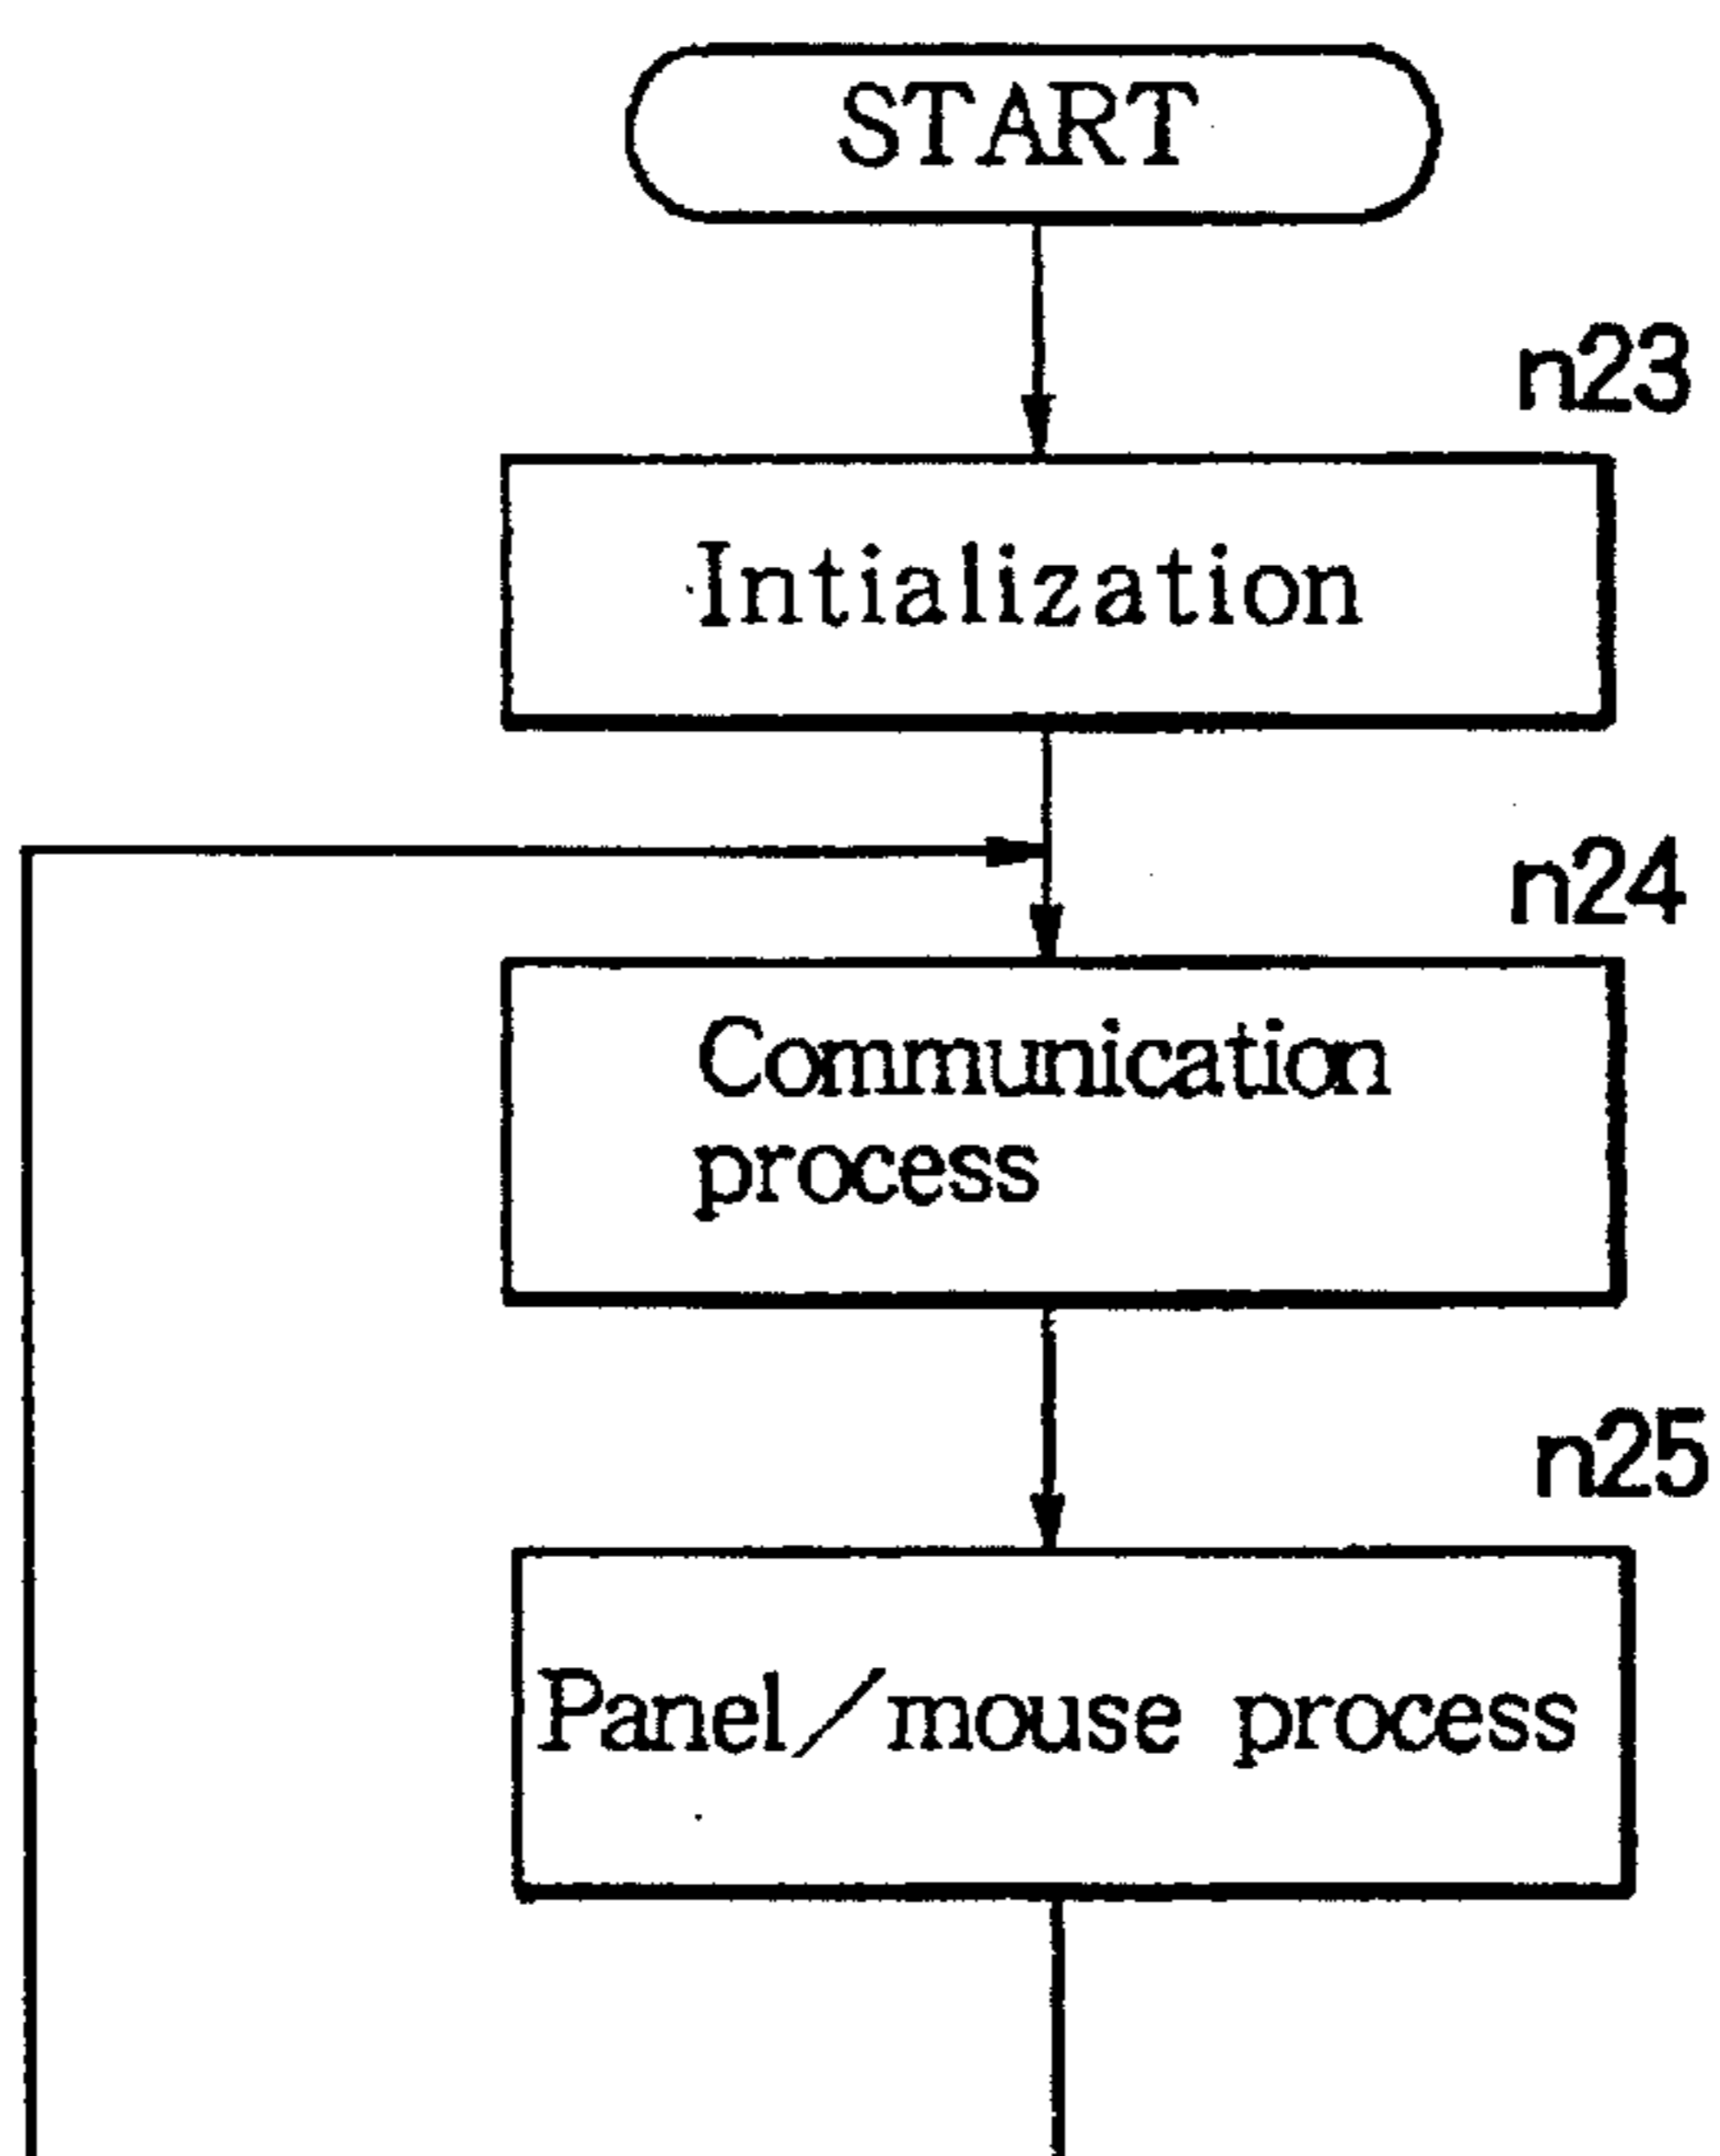 START
n23
Intialization
n24
Communication
process
n25
Panel/mouse process